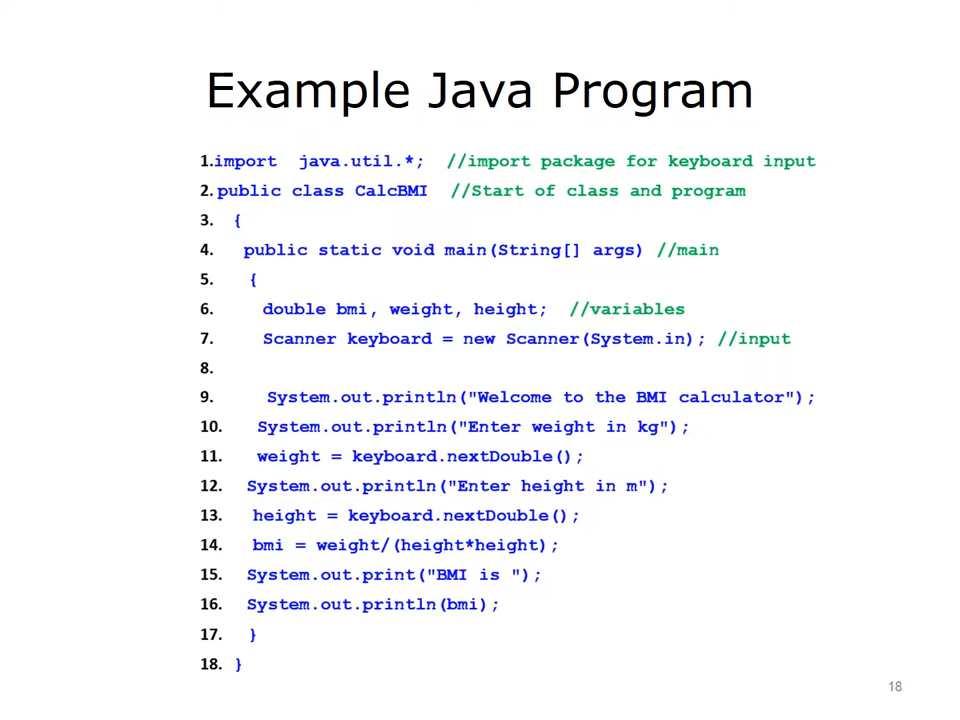 Example Java Program
1.import java.util.*; //import package for keyboard input
2. public class CalcBMI //Start of class and program
3. {
4. public static void main(String[] args) //main
5. {
6. double bmi, weight, height; //variables
7. Scanner keyboard = new Scanner(System.in); //input
8.
9. System.out.println("Welcome to the BMI calculator");
10. System.out.println("Enter weight in kg");
11. weight = keyboard.nextDouble();
12. System.out.println("Enter height in m");
13. height = keyboard.nextDouble();
14. bmi = weight/(height*height);
15. System.out.print("BMI is ");
16. System.out.println(bmi);
17. }
18. }
18